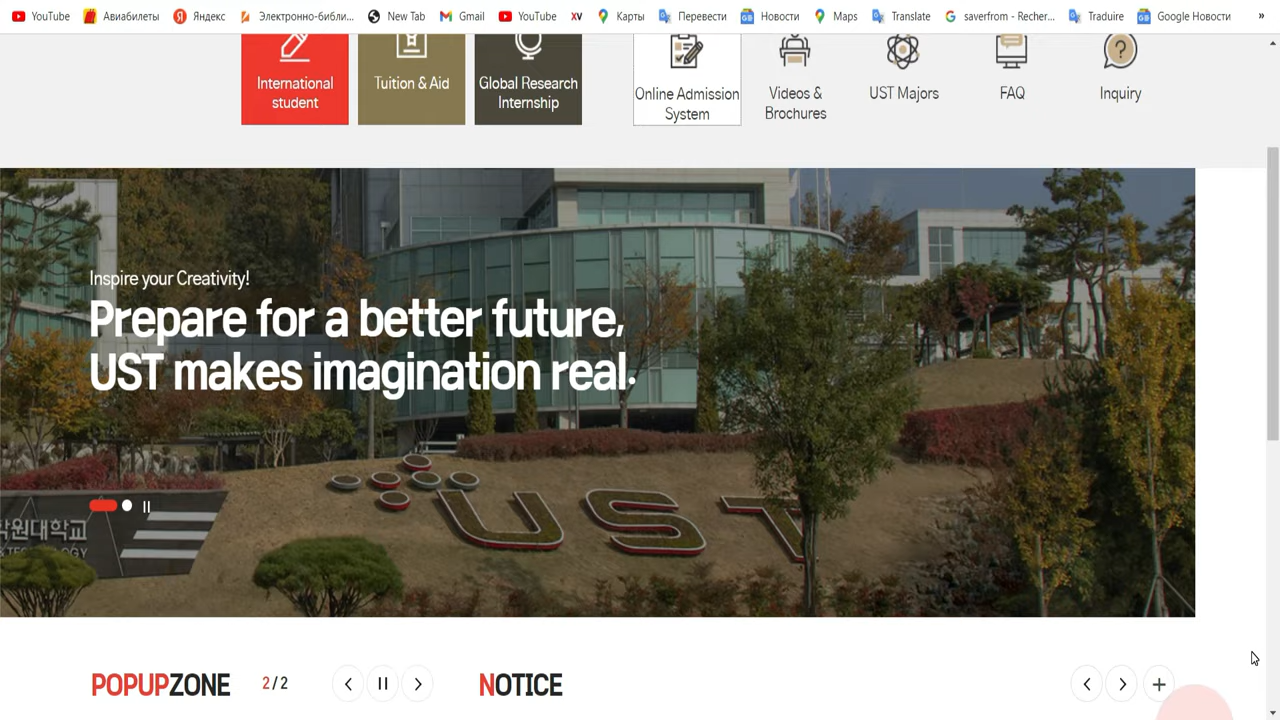 YouTube Авиабилеты Яндекс Электронно-библи... New Tab Gmail YouTube XV Карты Перевести Новости Maps Translate saverfrom - Recher... Traduire Google Новости »
International student
Tuition & Aid
Global Research Internship
Online Admission System
Videos & Brochures
UST Majors
FAQ
Inquiry
Inspire your Creativity!
Prepare for a better future,
UST makes imagination real.
UST
POPUPZONE 2/2
NOTICE